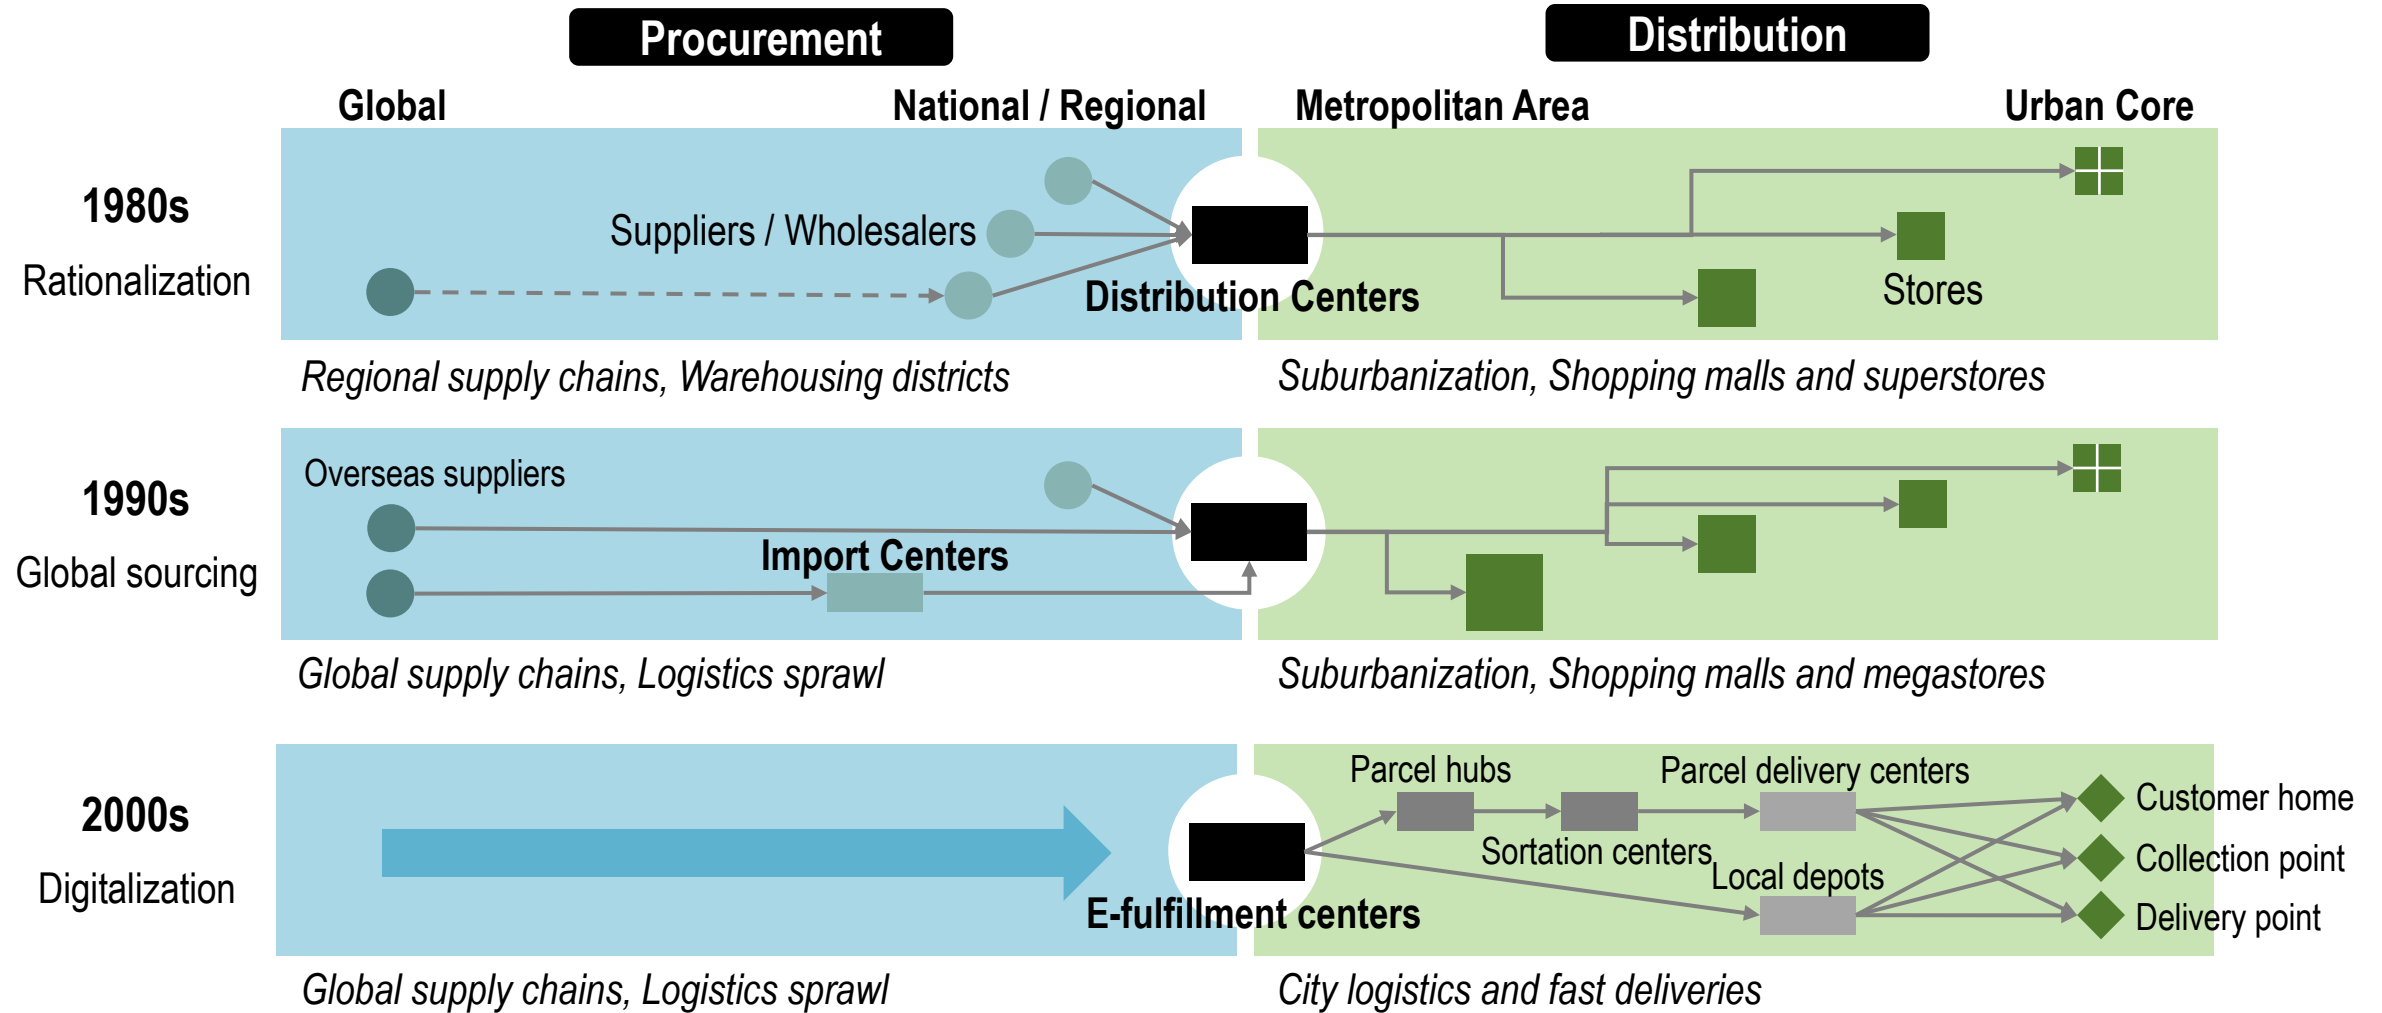 Procurement
Distribution
Global
National / Regional
Metropolitan Area
Urban Core
1980s
Rationalization
Suppliers / Wholesalers
Distribution Centers
Stores
Regional supply chains, Warehousing districts
Suburbanization, Shopping malls and superstores
1990s
Global sourcing
Overseas suppliers
Import Centers
Global supply chains, Logistics sprawl
Suburbanization, Shopping malls and megastores
2000s
Digitalization
E-fulfillment centers
Parcel hubs
Parcel delivery centers
Sortation centers
Local depots
Customer home
Collection point
Delivery point
Global supply chains, Logistics sprawl
City logistics and fast deliveries